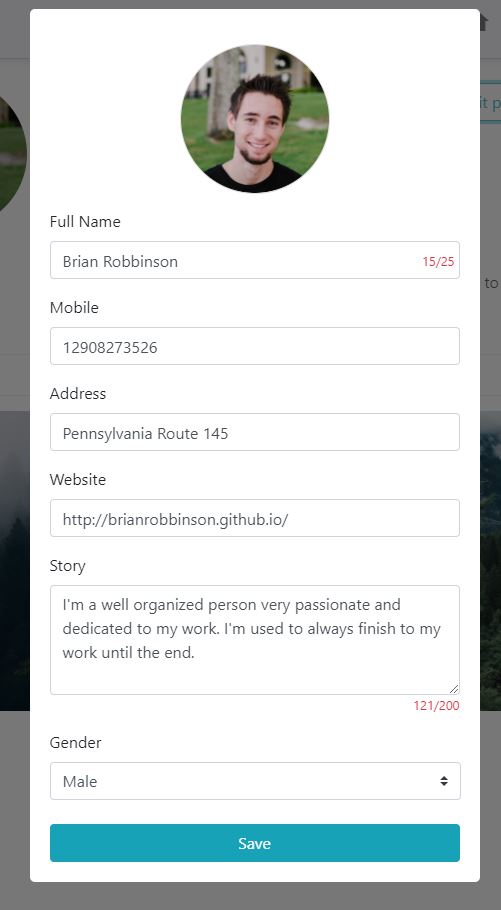 it p
to
Full Name
Brian Robbinson 15/25
Mobile
12908273526
Address
Pennsylvania Route 145
Website
http://brianrobbinson.github.io/
Story
I'm a well organized person very passionate and
dedicated to my work. I'm used to always finish to my
work until the end.
121/200
Gender
Male
Save